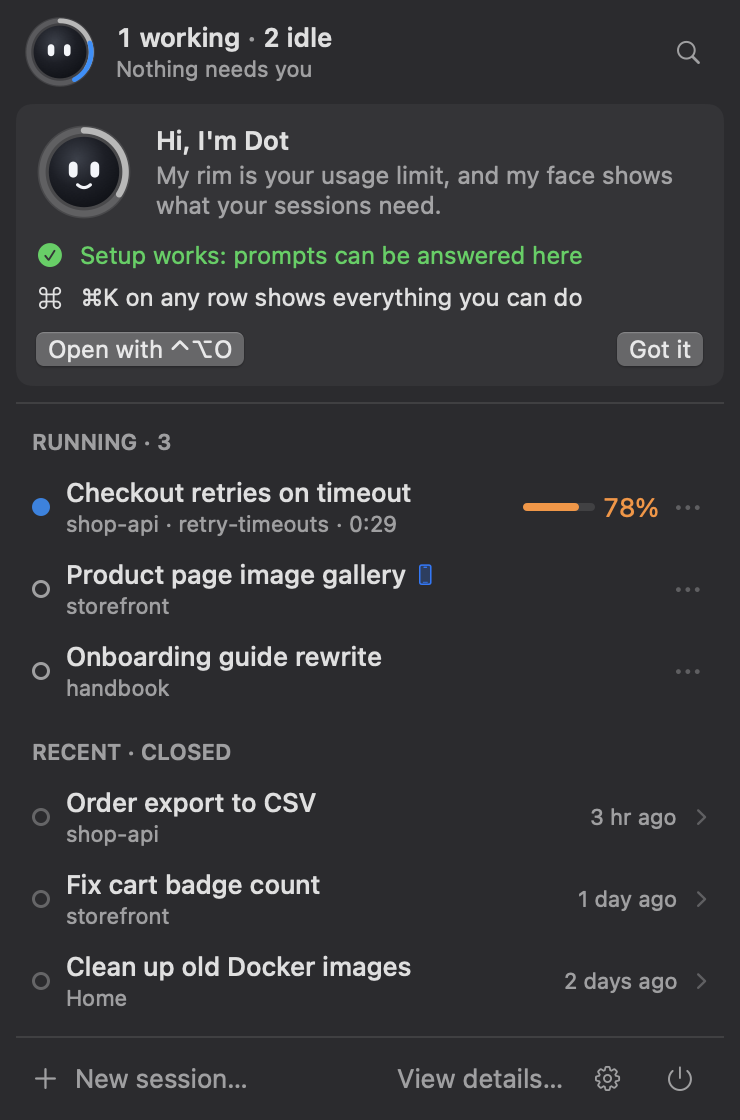 1 working · 2 idle
Nothing needs you
Hi, I'm Dot
My rim is your usage limit, and my face shows
what your sessions need.
Setup works: prompts can be answered here
⌘K on any row shows everything you can do
Open with ^⌥O
Got it
RUNNING · 3
Checkout retries on timeout
shop-api · retry-timeouts · 0:29
78%
Product page image gallery
storefront
Onboarding guide rewrite
handbook
RECENT · CLOSED
Order export to CSV
shop-api
3 hr ago
Fix cart badge count
storefront
1 day ago
Clean up old Docker images
Home
2 days ago
New session...
View details...